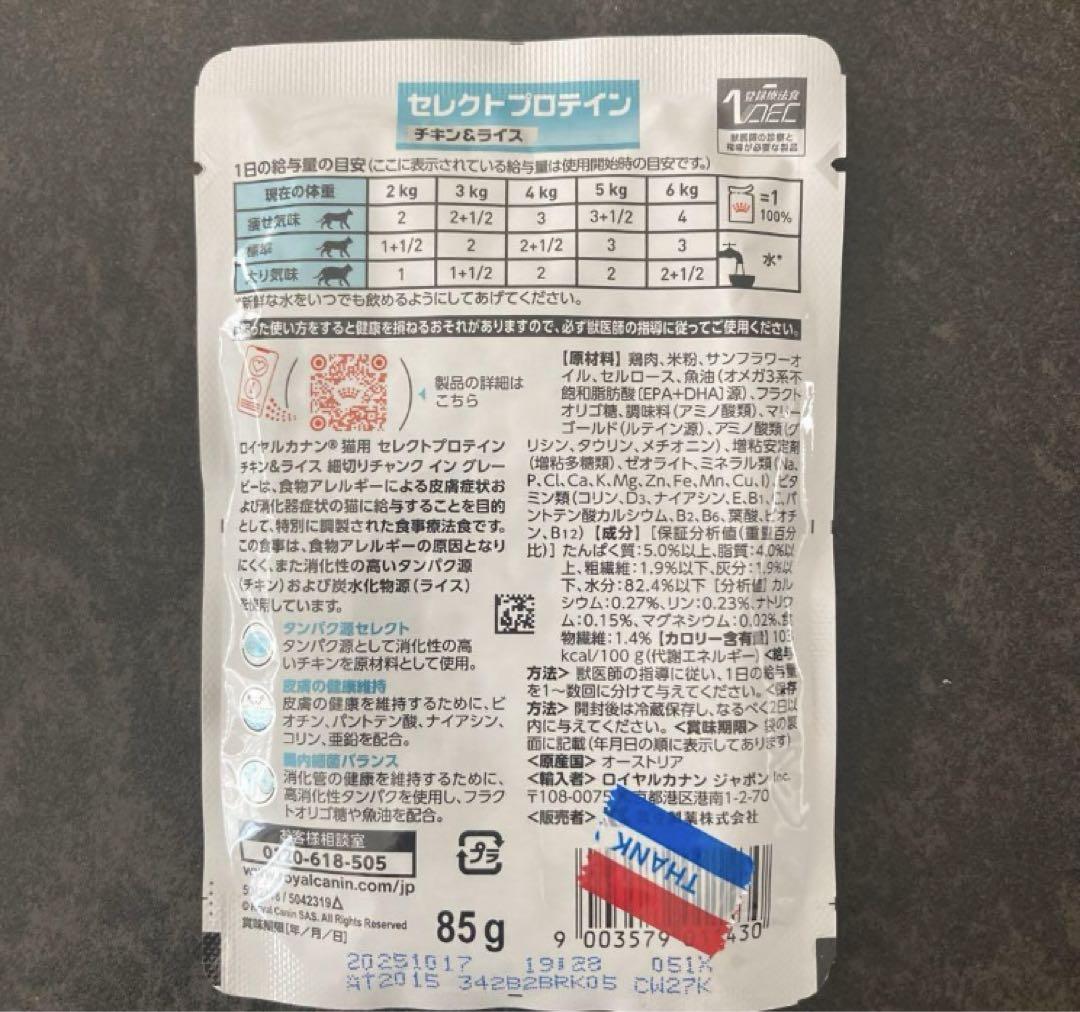 セレクトプロテイン
チキン&ライス
登録療法食
VDEC
獣医師の診察と
指導が必要な製品
1日の給与量の目安(ここに表示されている給与量は使用開始時の目安です。)
現在の体重 2 kg 3 kg 4 kg 5 kg 6 kg
痩せ気味 2 2+1/2 3 3+1/2 4
標準 1+1/2 2 2+1/2 3 3
太り気味 1 1+1/2 2 2 2+1/2
=1
100%
水*
*新鮮な水をいつでも飲めるようにしてあげてください。
った使い方をすると健康を損ねるおそれがありますので、必ず獣医師の指導に従ってご使用ください。
製品の詳細は
こちら
ロイヤルカナン® 猫用 セレクトプロテイン
チキン&ライス 細切りチャンク イン グレー
ビーは、食物アレルギーによる皮膚症状お
よび消化器症状の猫に給与することを目的
として、特別に調製された食事療法食です。
この食事は、食物アレルギーの原因となり
にくく、また消化性の高いタンパク源
(チキン)および炭水化物源(ライス)
を使用しています。
タンパク源セレクト
タンパク源として消化性の高
いチキンを原材料として使用。
皮膚の健康維持
皮膚の健康を維持するために、ビ
オチン、パントテン酸、ナイアシン、
コリン、亜鉛を配合。
腸内細菌バランス
消化管の健康を維持するために、
高消化性タンパクを使用し、フラク
トオリゴ糖や魚油を配合。
お客様相談室
0120-618-505
www.royalcanin.com/jp
/5042319△
© Royal Canin SAS. All Rights Reserved
賞味期限[年/月/日]
プラ
85g
【原材料】鶏肉、米粉、サンフラワーオ
イル、セルロース、魚油(オメガ3系不
飽和脂肪酸〔EPA+DHA〕源)、フラクト
オリゴ糖、調味料(アミノ酸類)、マリー
ゴールド(ルテイン源)、アミノ酸類(グ
リシン、タウリン、メチオニン)、増粘安定剤
(増粘多糖類)、ゼオライト、ミネラル類(Na、
P、Cl、Ca、K、Mg、Zn、Fe、Mn、Cu、I)、ビタ
ミン類(コリン、D3、ナイアシン、E、B1、C、パ
ントテン酸カルシウム、B2、B6、葉酸、ビオチ
ン、B12)【成分】[保証分析値(重量百分
比)] たんぱく質:5.0%以上、脂質:4.0%以
上、粗繊維:1.9%以下、灰分:1.9%以
下、水分:82.4%以下 [分析値] カル
シウム:0.27%、リン:0.23%、ナトリウ
ム:0.15%、マグネシウム:0.02%、食
物繊維:1.4%【カロリー含有量】103
kcal/100 g(代謝エネルギー)<給与
方法> 獣医師の指導に従い、1日の給与量
を1~数回に分けて与えてください。<保存
方法> 開封後は冷蔵保存し、なるべく2日以
内に与えてください。<賞味期限> 袋の裏
面に記載(年月日の順に表示してあります)
<原産国> オーストリア
<輸入者> ロイヤルカナン ジャポン Inc.
〒108-0075 京都港区港南1-2-70
<販売者> 製薬株式会社
THANK
9 003579 430
20251017 19:28 051X
AT2015 342B2BRK05 CW27K